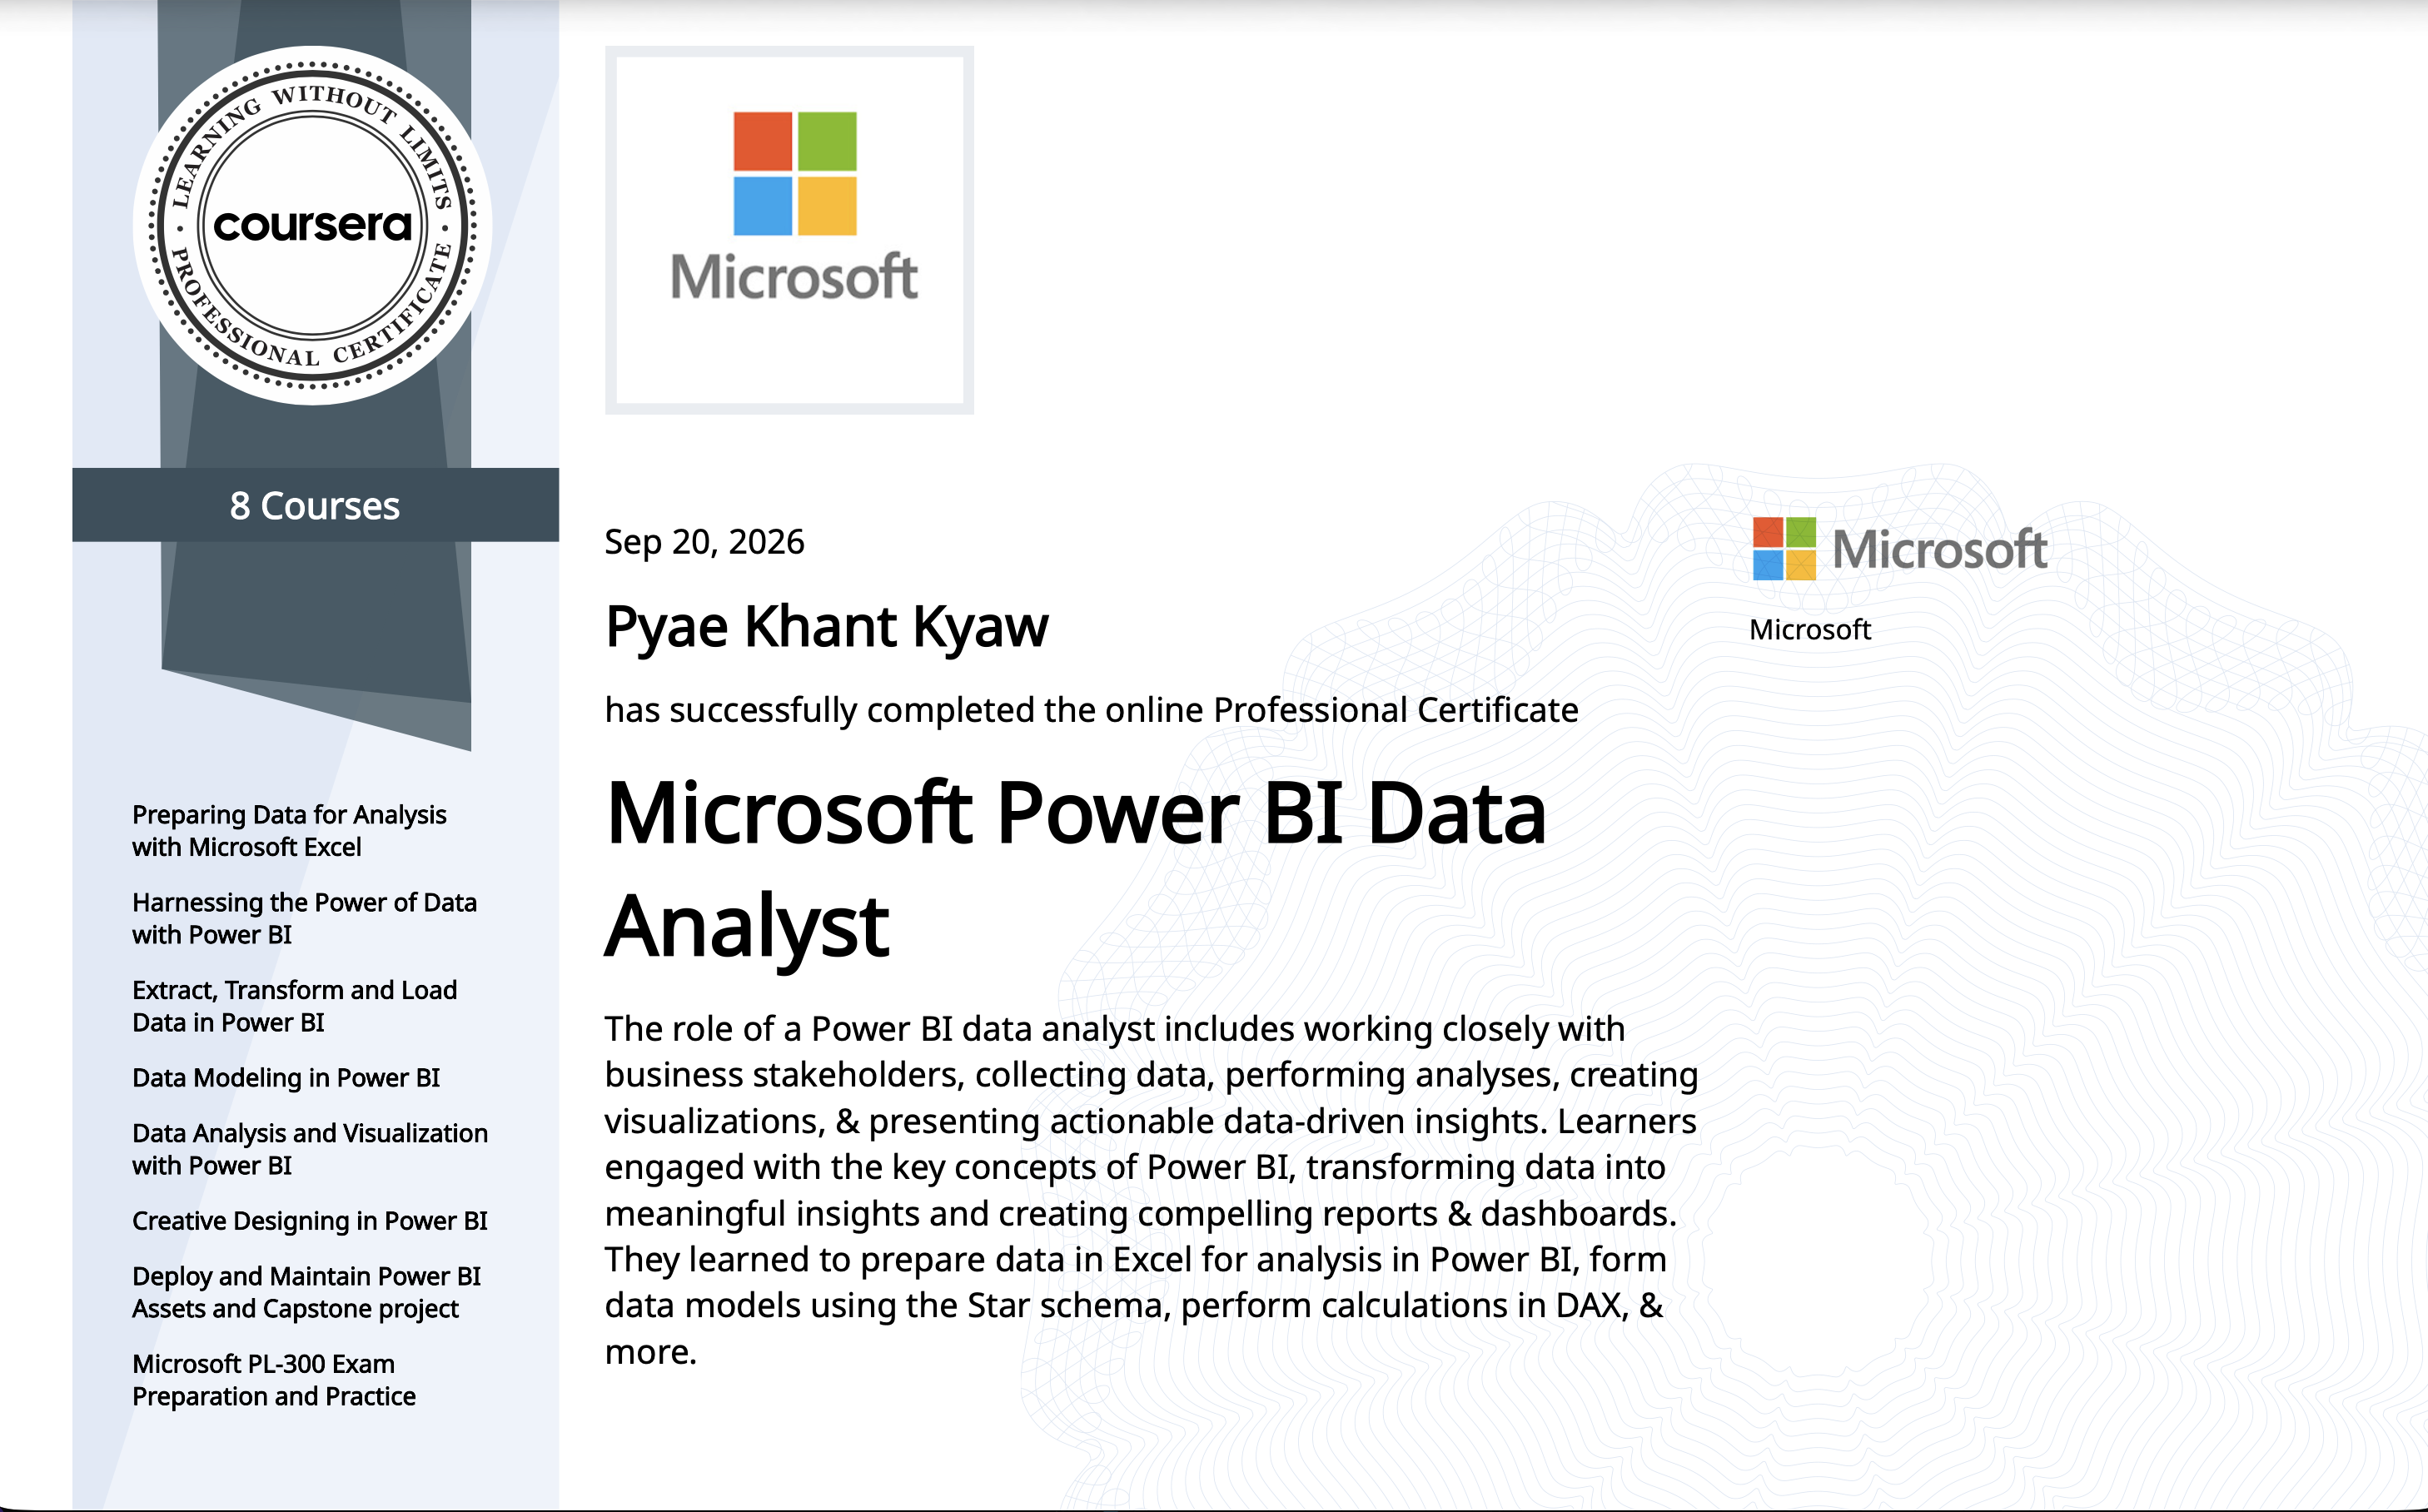 LEARNING WITHOUT LIMITS
coursera
PROFESSIONAL CERTIFICATE
8 Courses
Preparing Data for Analysis
with Microsoft Excel
Harnessing the Power of Data
with Power BI
Extract, Transform and Load
Data in Power BI
Data Modeling in Power BI
Data Analysis and Visualization
with Power BI
Creative Designing in Power BI
Deploy and Maintain Power BI
Assets and Capstone project
Microsoft PL-300 Exam
Preparation and Practice
Microsoft
Sep 20, 2026
Pyae Khant Kyaw
has successfully completed the online Professional Certificate
Microsoft Power BI Data
Analyst
The role of a Power BI data analyst includes working closely with
business stakeholders, collecting data, performing analyses, creating
visualizations, & presenting actionable data-driven insights. Learners
engaged with the key concepts of Power BI, transforming data into
meaningful insights and creating compelling reports & dashboards.
They learned to prepare data in Excel for analysis in Power BI, form
data models using the Star schema, perform calculations in DAX, &
more.
Microsoft
Microsoft